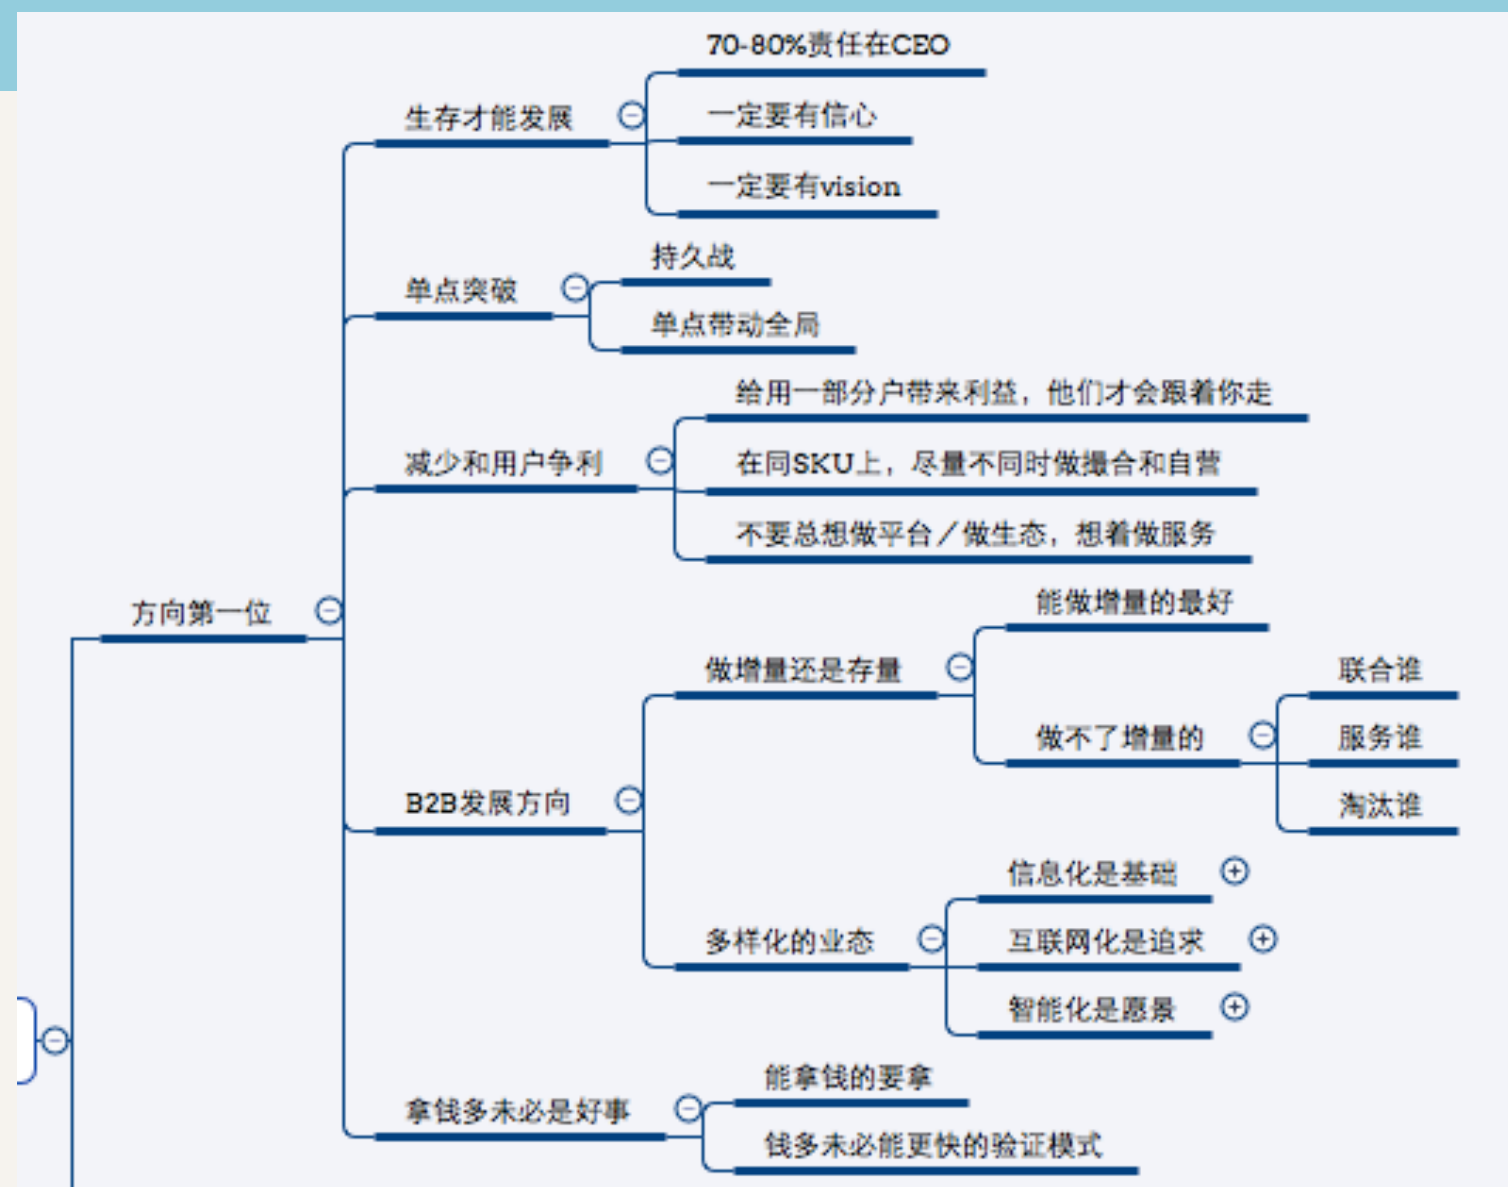 方向第一位
生存才能发展
70-80%责任在CEO
一定要有信心
一定要有vision
单点突破
持久战
单点带动全局
减少和用户争利
给用一部分户带来利益，他们才会跟着你走
在同SKU上，尽量不同时做撮合和自营
不要总想做平台／做生态，想着做服务
B2B发展方向
做增量还是存量
能做增量的最好
做不了增量的
联合谁
服务谁
淘汰谁
多样化的业态
信息化是基础
互联网化是追求
智能化是愿景
拿钱多未必是好事
能拿钱的要拿
钱多未必能更快的验证模式